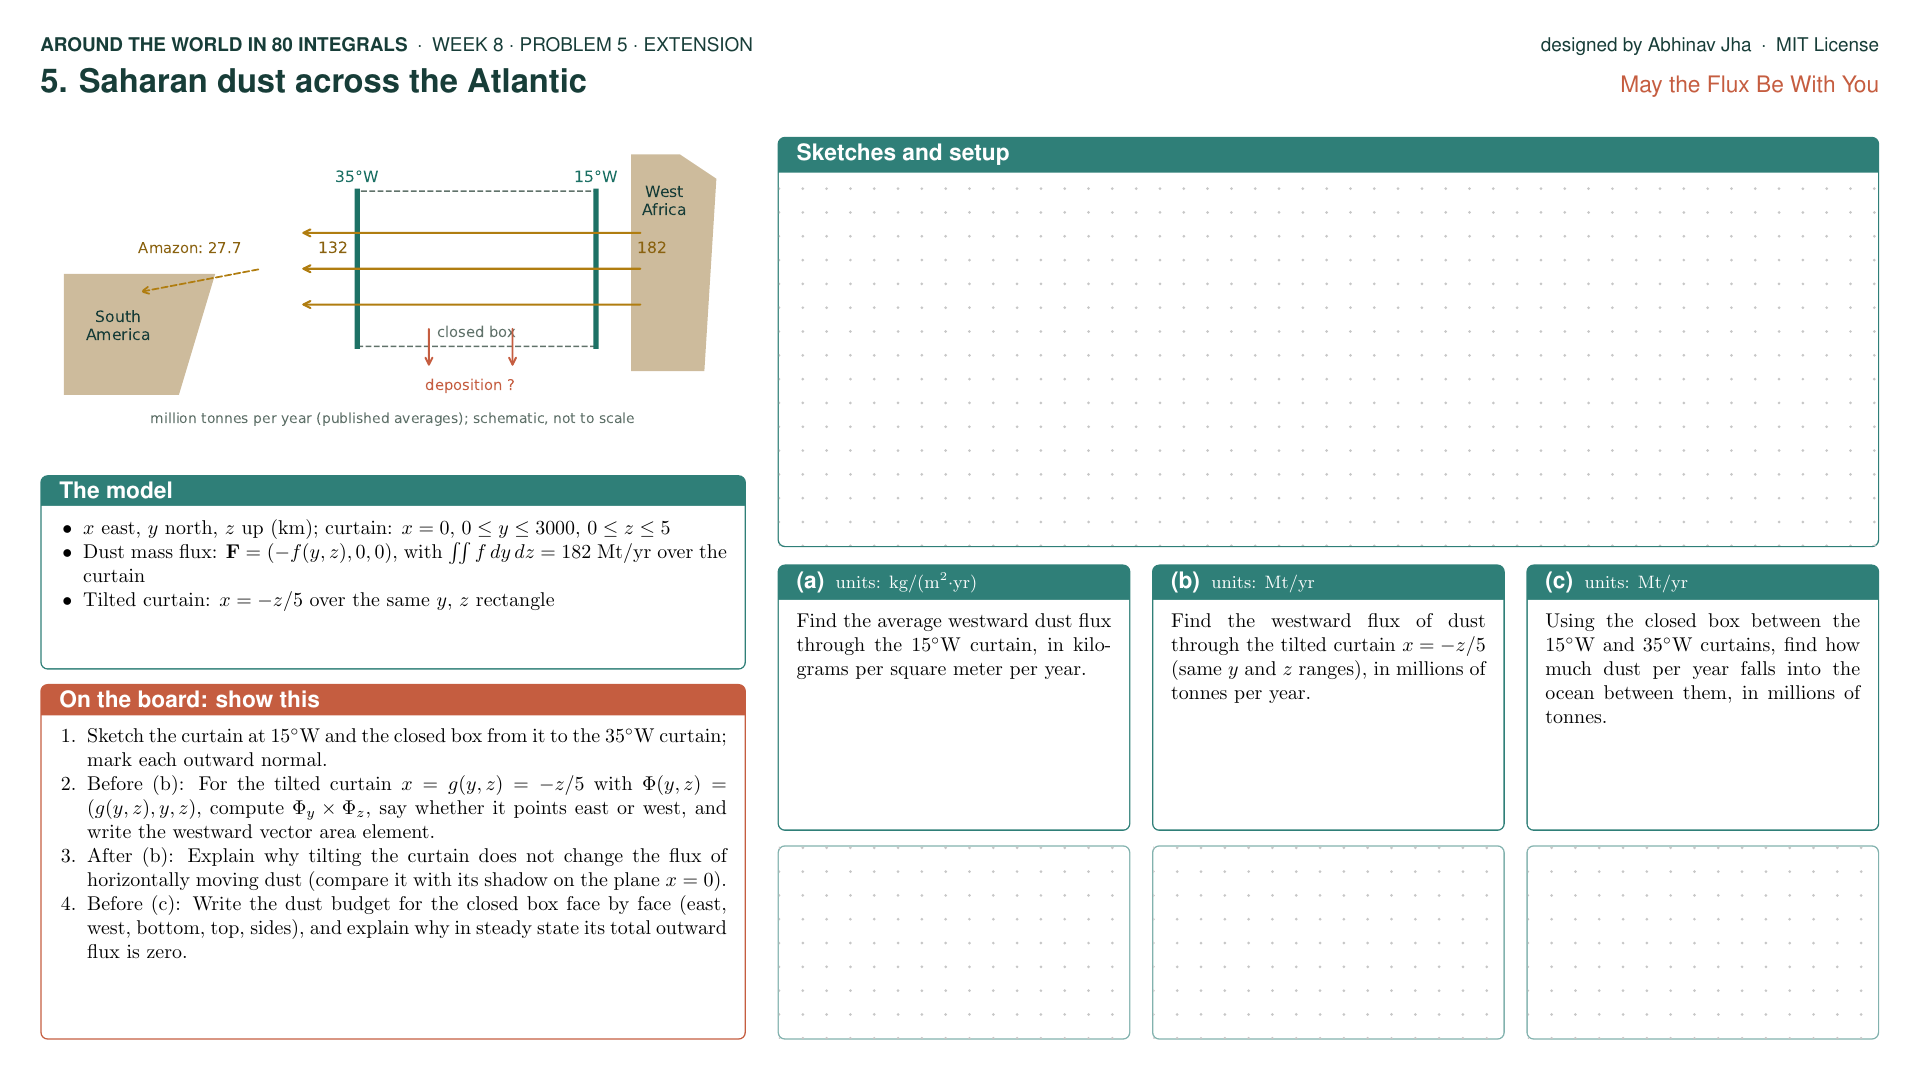 AROUND THE WORLD IN 80 INTEGRALS · WEEK 8 · PROBLEM 5 · EXTENSION
designed by Abhinav Jha · MIT License
5. Saharan dust across the Atlantic
May the Flux Be With You
35°W
15°W
West
Africa
Amazon: 27.7
132
182
South
America
closed box
deposition ?
million tonnes per year (published averages); schematic, not to scale
The model
• x east, y north, z up (km); curtain: x = 0, 0 ≤ y ≤ 3000, 0 ≤ z ≤ 5
• Dust mass flux: F = (−f(y, z), 0, 0), with ∬ f dy dz = 182 Mt/yr over the
curtain
• Tilted curtain: x = −z/5 over the same y, z rectangle
On the board: show this
1. Sketch the curtain at 15°W and the closed box from it to the 35°W curtain;
mark each outward normal.
2. Before (b): For the tilted curtain x = g(y, z) = −z/5 with Φ(y, z) =
(g(y, z), y, z), compute Φ_y × Φ_z, say whether it points east or west, and
write the westward vector area element.
3. After (b): Explain why tilting the curtain does not change the flux of
horizontally moving dust (compare it with its shadow on the plane x = 0).
4. Before (c): Write the dust budget for the closed box face by face (east,
west, bottom, top, sides), and explain why in steady state its total outward
flux is zero.
Sketches and setup
(a) units: kg/(m²·yr)
Find the average westward dust flux
through the 15°W curtain, in kilo-
grams per square meter per year.
(b) units: Mt/yr
Find the westward flux of dust
through the tilted curtain x = −z/5
(same y and z ranges), in millions of
tonnes per year.
(c) units: Mt/yr
Using the closed box between the
15°W and 35°W curtains, find how
much dust per year falls into the
ocean between them, in millions of
tonnes.